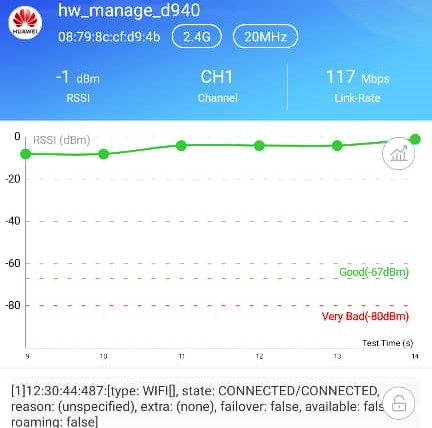 hw_manage_d940
HUAWEI
08:79:8c:cf:d9:4b 2.4G 20MHz
-1 dBm CH1 117 Mbps
RSSI Channel Link-Rate
0 RSSI (dBm)
-20
-40
-60
Good(-67dBm)
-80
Very Bad(-80dBm)
Test Time (s)
9 10 11 12 13 14
[1]12:30:44:487:[type: WIFI[], state: CONNECTED/CONNECTED,
reason: (unspecified), extra: (none), failover: false, available: fals
roaming: false]